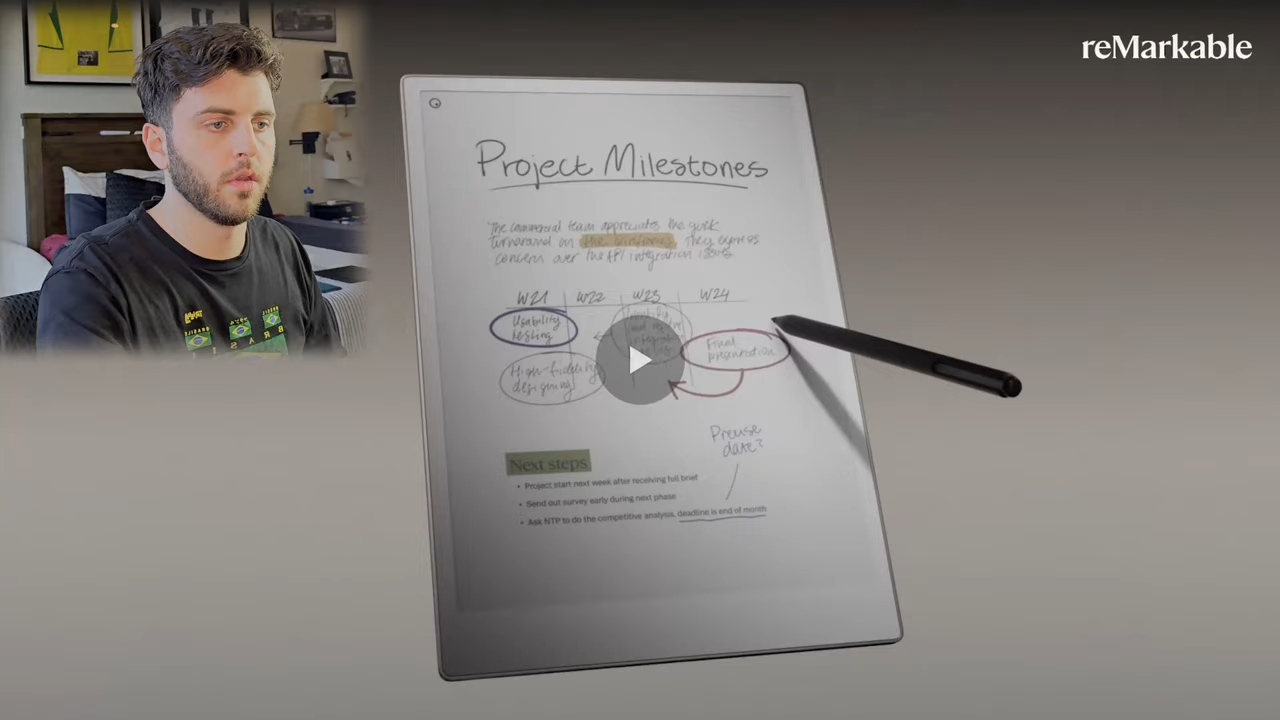 reMarkable
Project Milestones
The commercial team appreciates the quick
turnaround on the wireframes. They express
concern over the API integration issues.
W21 W22 W23 W24
Usability
testing
Final
presentation
High-fidelity
designing
Precise
date?
Next steps
• Project start next week after receiving full brief
• Send out survey early during next phase
• Ask NTP to do the competitive analysis, deadline is end of month